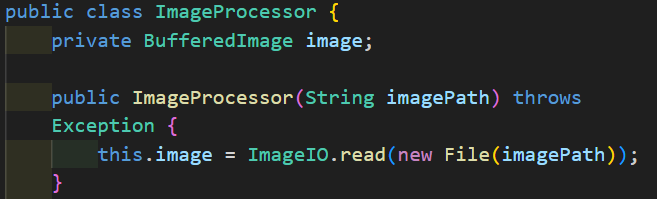 public class ImageProcessor {
    private BufferedImage image;

    public ImageProcessor(String imagePath) throws
    Exception {
        this.image = ImageIO.read(new File(imagePath));
    }